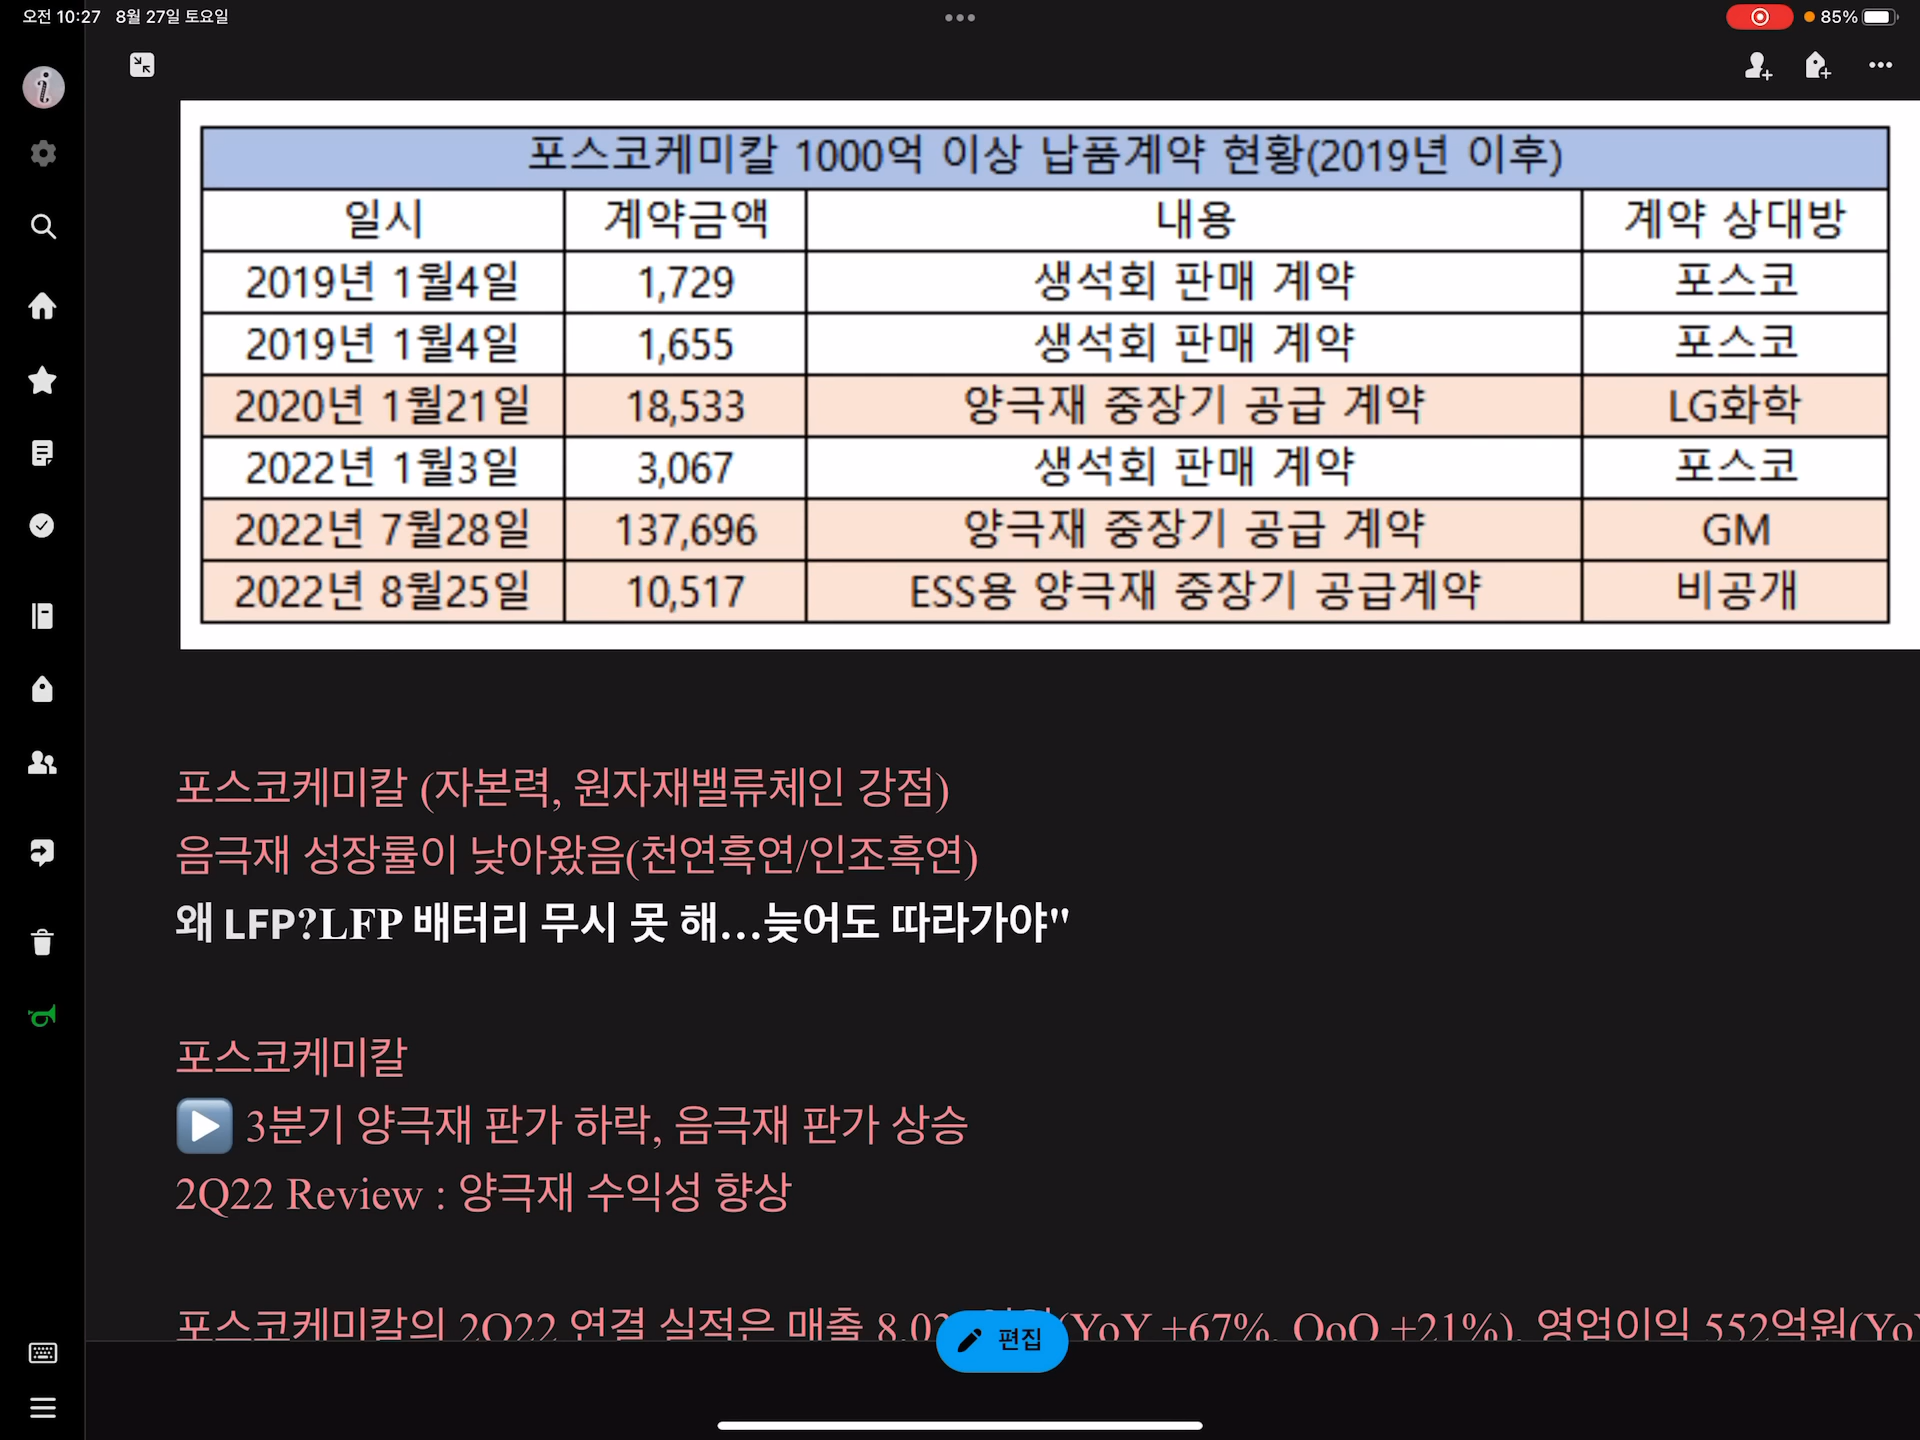 오전 10:27 8월 27일 토요일
85%
포스코케미칼 1000억 이상 납품계약 현황(2019년 이후)
일시 계약금액 내용 계약 상대방
2019년 1월4일 1,729 생석회 판매 계약 포스코
2019년 1월4일 1,655 생석회 판매 계약 포스코
2020년 1월21일 18,533 양극재 중장기 공급 계약 LG화학
2022년 1월3일 3,067 생석회 판매 계약 포스코
2022년 7월28일 137,696 양극재 중장기 공급 계약 GM
2022년 8월25일 10,517 ESS용 양극재 중장기 공급계약 비공개
포스코케미칼 (자본력, 원자재밸류체인 강점)
음극재 성장률이 낮아왔음(천연흑연/인조흑연)
왜 LFP?LFP 배터리 무시 못 해...늦어도 따라가야"
포스코케미칼
3분기 양극재 판가 하락, 음극재 판가 상승
2Q22 Review : 양극재 수익성 향상
포스코케미칼의 2Q22 연결 실적은 매출 (YoY +67%, QoQ +21%), 영업이익 552억원(YoY
편집